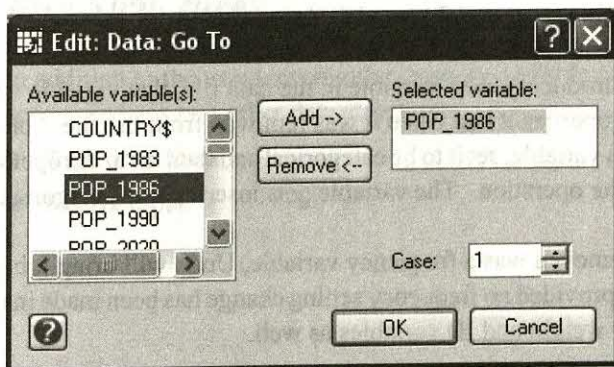 Edit: Data: Go To
Available variable(s):
COUNTRY$
POP_1983
POP_1986
POP_1990
POP_2020
Add -->
Remove <--
Selected variable:
POP_1986
Case: 1
OK
Cancel